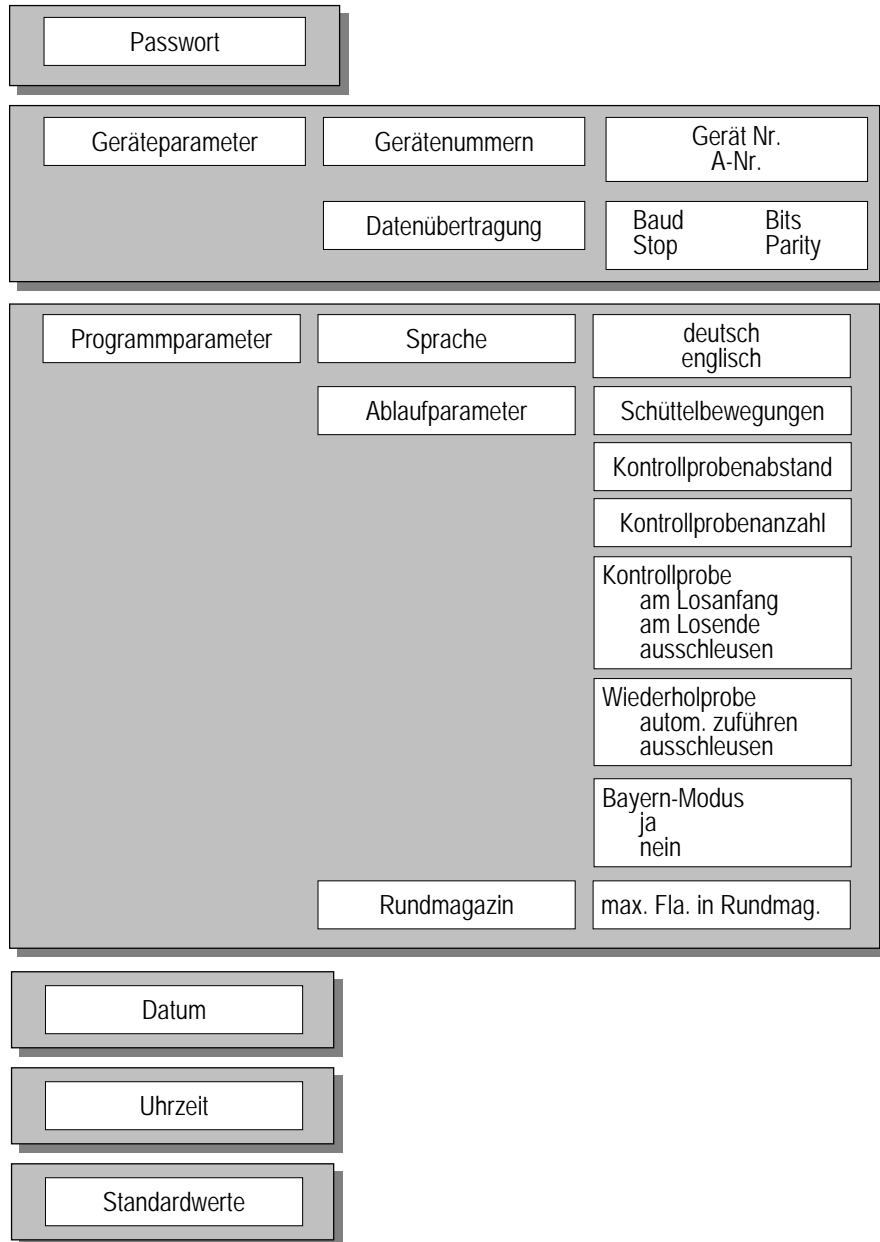 Passwort
Geräteparameter
Gerätenummern
Gerät Nr.
A-Nr.
Datenübertragung
Baud Bits
Stop Parity
Programmparameter
Sprache
deutsch
englisch
Ablaufparameter
Schüttelbewegungen
Kontrollprobenabstand
Kontrollprobenanzahl
Kontrollprobe
am Losanfang
am Losende
ausschleusen
Wiederholprobe
autom. zuführen
ausschleusen
Bayern-Modus
ja
nein
Rundmagazin
max. Fla. in Rundmag.
Datum
Uhrzeit
Standardwerte